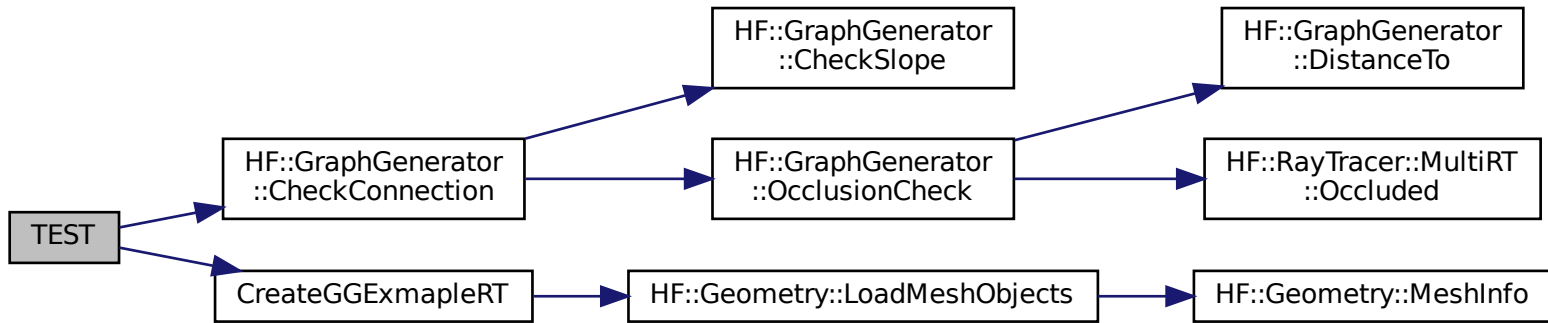 HF::GraphGenerator
::CheckSlope
HF::GraphGenerator
::DistanceTo
HF::GraphGenerator
::CheckConnection
HF::GraphGenerator
::OcclusionCheck
HF::RayTracer::MultiRT
::Occluded
TEST
CreateGGExmapleRT
HF::Geometry::LoadMeshObjects
HF::Geometry::MeshInfo